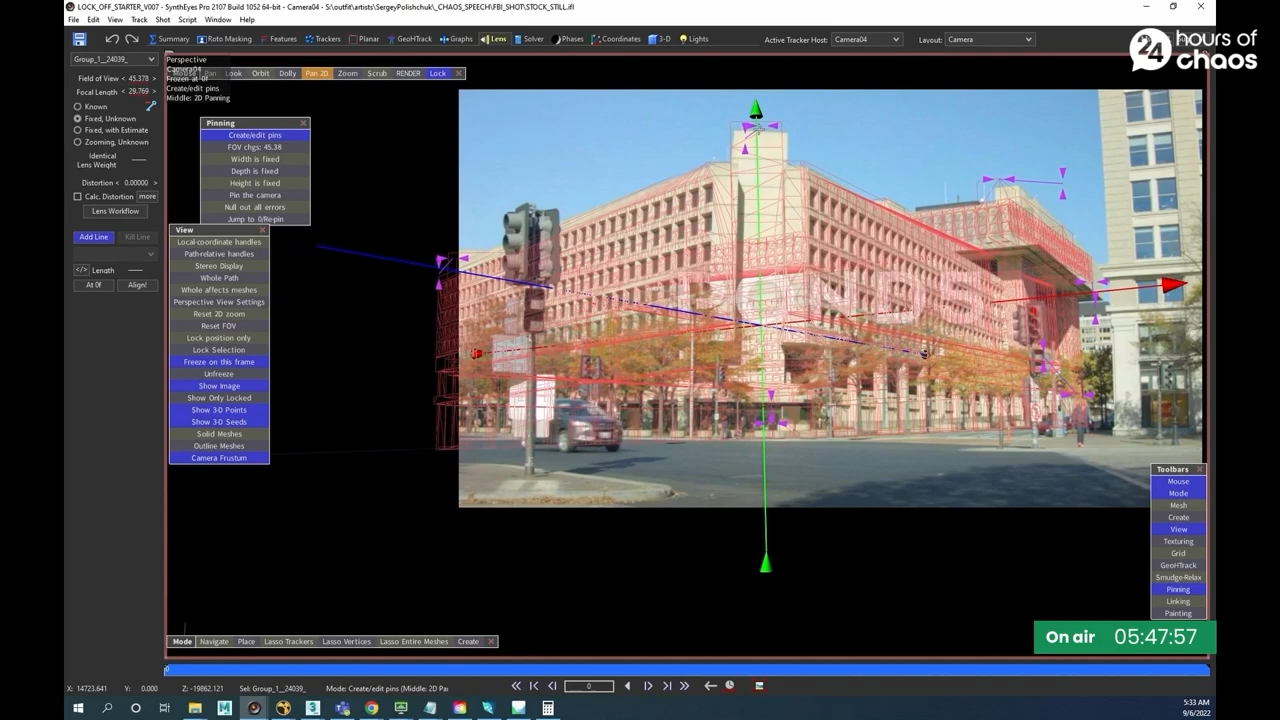 LOCK_OFF_STARTER_V007 - SynthEyes Pro 2107 Build 1052 64-bit - Camera04 - S:\outfit\artists\SergeyPolishchuk\_CHAOS_SPEECH\FBI_SHOT\STOCK_STILL.ifl
File Edit View Track Shot Script Window Help
Summary Roto Masking Features Trackers Planar GeoHTrack Graphs Lens Solver Phases Coordinates 3-D Lights Active Tracker Host: Camera04 Layout: Camera
24 hours of chaos
Group_1__24039_
Field of View < 45.378 >
Focal Length < 29.769 >
Known
Fixed, Unknown
Fixed, with Estimate
Zooming, Unknown
Identical
Lens Weight
Distortion < 0.00000 >
Calc. Distortion more
Lens Workflow
Add Line Kill Line
</> Length
At 0f Align!
Perspective
Camera04
Frozen at 0f
Create/edit pins
Middle: 2D Panning
Mouse Pan Look Orbit Dolly Pan 2D Zoom Scrub RENDER Lock
Pinning
Create/edit pins
FOV chgs: 45.38
Width is fixed
Depth is fixed
Height is fixed
Pin the camera
Null out all errors
Jump to 0/Re-pin
View
Local-coordinate handles
Path-relative handles
Stereo Display
Whole Path
Whole affects meshes
Perspective View Settings
Reset 2D zoom
Reset FOV
Lock position only
Lock Selection
Freeze on this frame
Unfreeze
Show Image
Show Only Locked
Show 3-D Points
Show 3-D Seeds
Solid Meshes
Outline Meshes
Camera Frustum
Toolbars
Mouse
Mode
Mesh
Create
View
Texturing
Grid
GeoHTrack
Smudge-Relax
Pinning
Linking
Painting
On air 05:47:57
Mode Navigate Place Lasso Trackers Lasso Vertices Lasso Entire Meshes Create
0
X: 14723.641 Y: 0.000 Z: -19862.121 Sel: Group_1__24039_ Mode: Create/edit pins (Middle: 2D Pa 0
5:33 AM
9/6/2022